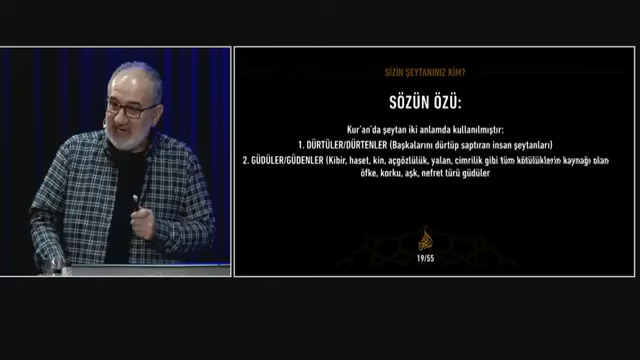 SİZİN ŞEYTANINIZ KİM?
SÖZÜN ÖZÜ:
Kur'an'da şeytan iki anlamda kullanılmıştır:
1. DÜRTÜLER/DÜRTENLER (Başkalarını dürtüp saptıran insan şeytanları)
2. GÜDÜLER/GÜDENLER (Kibir, haset, kin, açgözlülük, yalan, cimrilik gibi tüm kötülüklerin kaynağı olan
öfke, korku, aşk, nefret türü güdüler
19/55